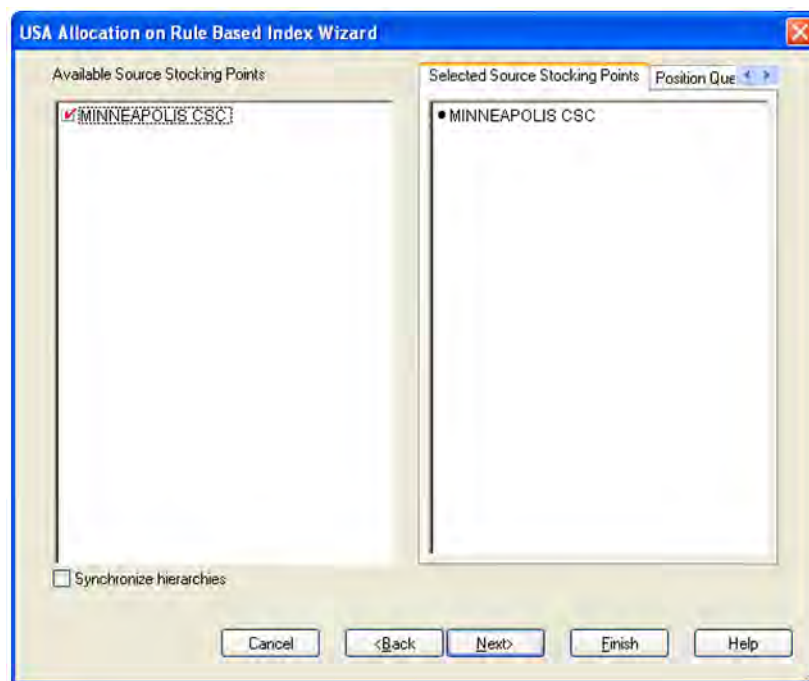 USA Allocation on Rule Based Index Wizard
Available Source Stocking Points
MINNEAPOLIS CSC
Synchronize hierarchies
Selected Source Stocking Points
Position Que
MINNEAPOLIS CSC
Cancel
<Back
Next>
Finish
Help